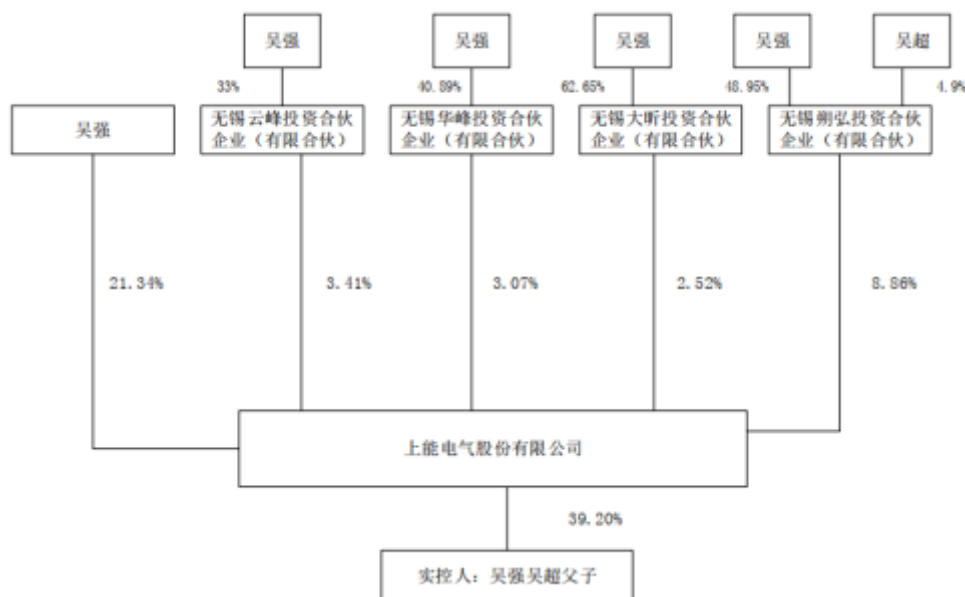 吴强
吴强
吴强
吴强
吴超
33%
40.89%
62.65%
48.95%
4.9%
吴强
无锡云峰投资合伙
企业（有限合伙）
无锡华峰投资合伙
企业（有限合伙）
无锡大昕投资合伙
企业（有限合伙）
无锡朔弘投资合伙
企业（有限合伙）
21.34%
3.41%
3.07%
2.52%
8.86%
上能电气股份有限公司
39.20%
实控人：吴强吴超父子